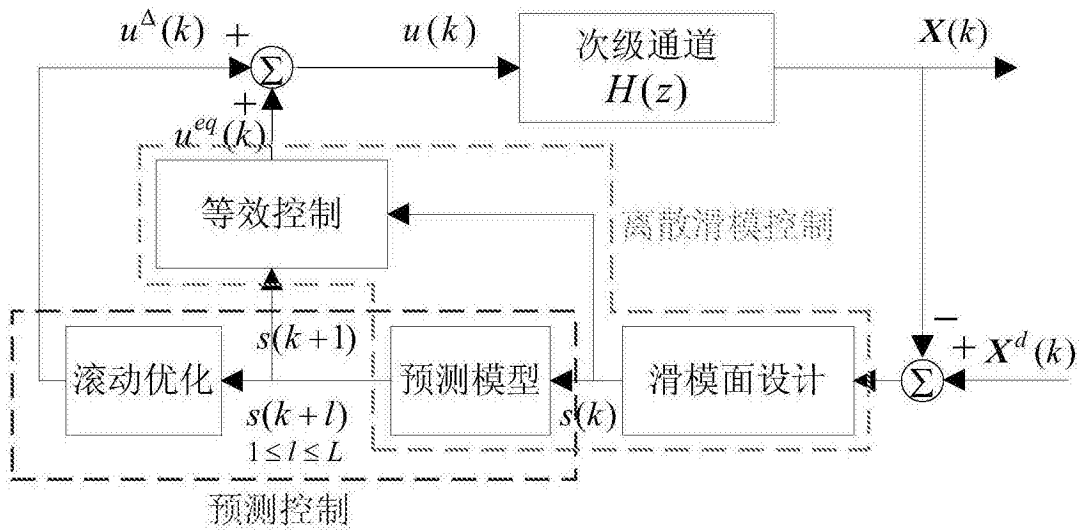 u^Δ(k)
+
Σ
u(k)
次级通道
H(z)
X(k)
+
u^{eq}(k)
等效控制
离散滑模控制
滚动优化
s(k+1)
s(k+l)
1≤l≤L
预测模型
s(k)
滑模面设计
−
+
X^d(k)
Σ
预测控制